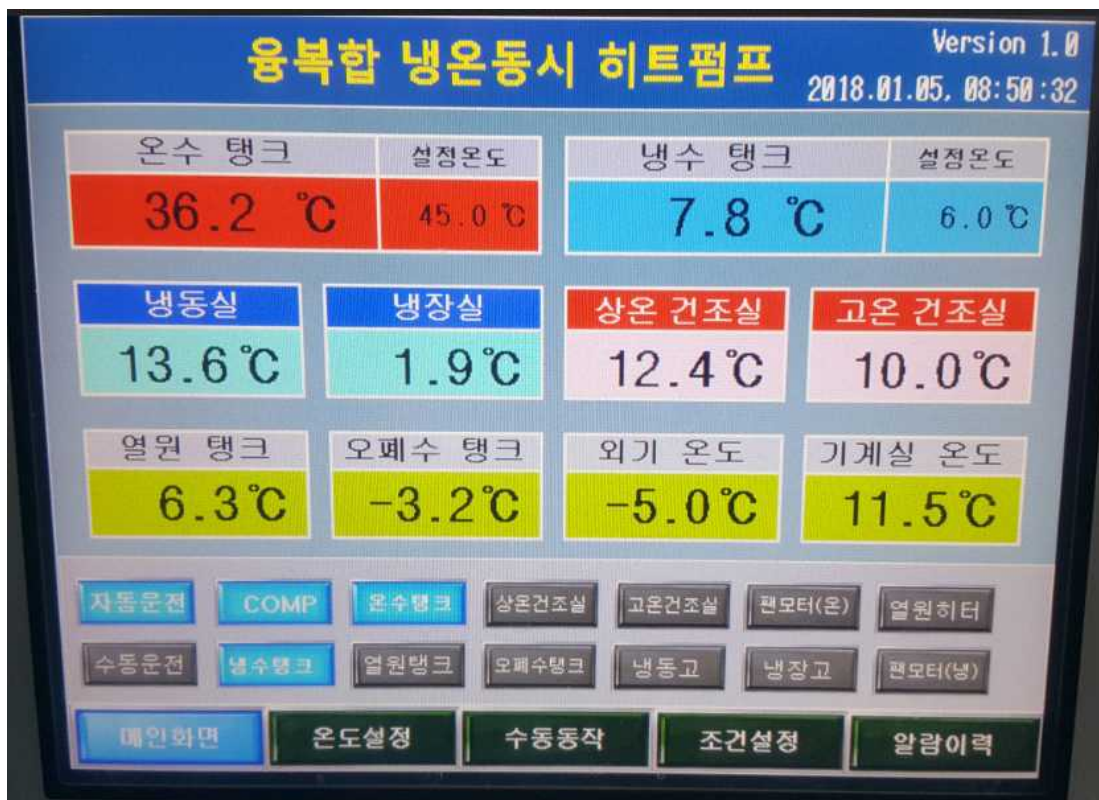 융복합 냉온동시 히트펌프
Version 1.0
2018.01.05, 08:50:32
온수 탱크 설정온도 냉수 탱크 설정온도
36.2 ℃ 45.0 ℃ 7.8 ℃ 6.0 ℃
냉동실 냉장실 상온 건조실 고온 건조실
13.6℃ 1.9℃ 12.4℃ 10.0℃
열원 탱크 오폐수 탱크 외기 온도 기계실 온도
6.3℃ -3.2℃ -5.0℃ 11.5℃
자동운전 COMP 온수탱크 상온건조실 고온건조실 팬모터(온) 열원히터
수동운전 냉수탱크 열원탱크 오폐수탱크 냉동고 냉장고 팬모터(냉)
메인화면 온도설정 수동동작 조건설정 알람이력